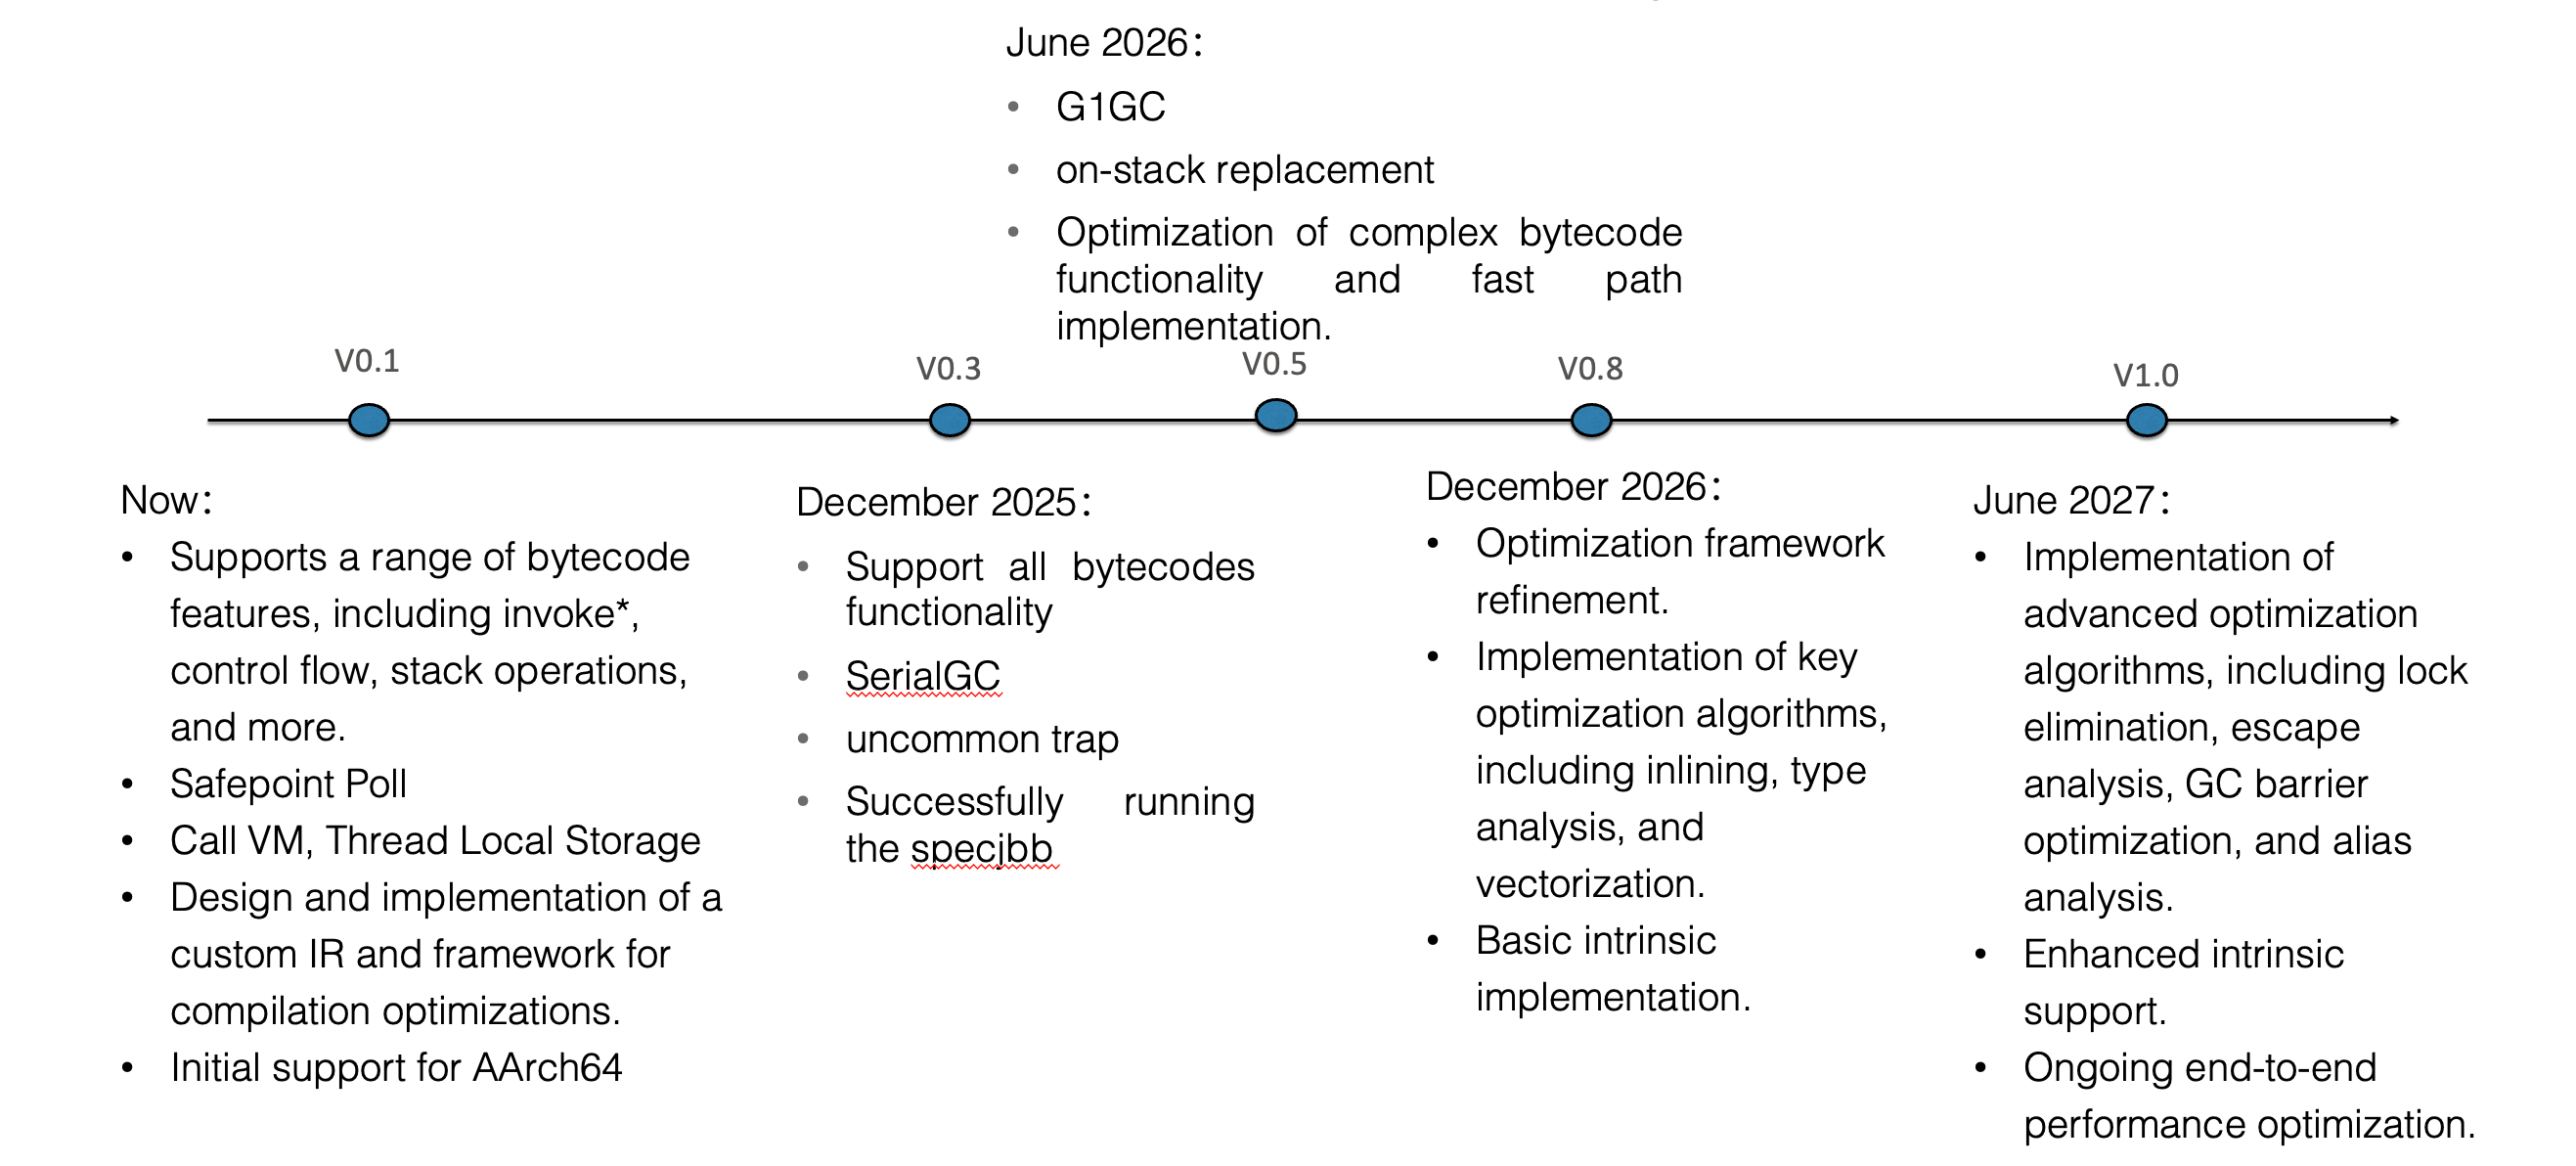 June 2026：
• G1GC
• on-stack replacement
• Optimization of complex bytecode
functionality and fast path
implementation.
V0.1
V0.3
V0.5
V0.8
V1.0
Now：
• Supports a range of bytecode
features, including invoke*,
control flow, stack operations,
and more.
• Safepoint Poll
• Call VM, Thread Local Storage
• Design and implementation of a
custom IR and framework for
compilation optimizations.
• Initial support for AArch64
December 2025：
• Support all bytecodes
functionality
• SerialGC
• uncommon trap
• Successfully running
the specjbb
December 2026：
• Optimization framework
refinement.
• Implementation of key
optimization algorithms,
including inlining, type
analysis, and
vectorization.
• Basic intrinsic
implementation.
June 2027：
• Implementation of
advanced optimization
algorithms, including lock
elimination, escape
analysis, GC barrier
optimization, and alias
analysis.
• Enhanced intrinsic
support.
• Ongoing end-to-end
performance optimization.